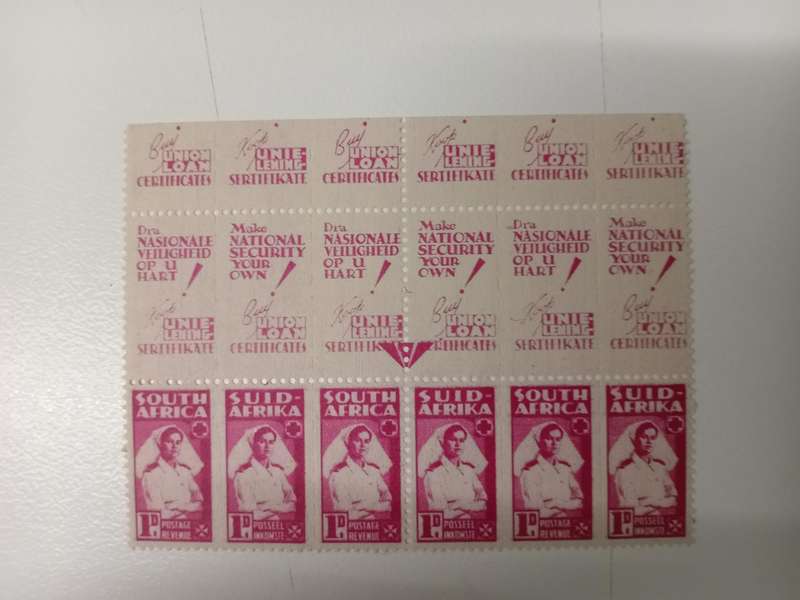 Buy UNION LOAN CERTIFICATES
Koop UNIE- LENING SERTIFIKATE
Buy UNION LOAN CERTIFICATES
Koop UNIE- LENING SERTIFIKATE
Buy UNION LOAN CERTIFICATES
Koop UNIE- LENING SERTIFIKATE
Dra NASIONALE VEILIGHEID OP U HART!
Make NATIONAL SECURITY YOUR OWN!
Dra NASIONALE VEILIGHEID OP U HART!
Make NATIONAL SECURITY YOUR OWN!
Dra NASIONALE VEILIGHEID OP U HART!
Make NATIONAL SECURITY YOUR OWN!
Koop UNIE- LENING SERTIFIKATE
Buy UNION LOAN CERTIFICATES
Koop UNIE- LENING SERTIFIKATE
Buy UNION LOAN CERTIFICATES
Koop UNIE- LENING SERTIFIKATE
Buy UNION LOAN CERTIFICATES
SOUTH AFRICA
SUID- AFRIKA
SOUTH AFRICA
SUID- AFRIKA
SOUTH AFRICA
SUID- AFRIKA
1D POSTAGE REVENUE
1D POSSEËL INKOMSTE
1D POSTAGE REVENUE
1D POSSEËL INKOMSTE
1D POSTAGE REVENUE
1D POSSEËL INKOMSTE